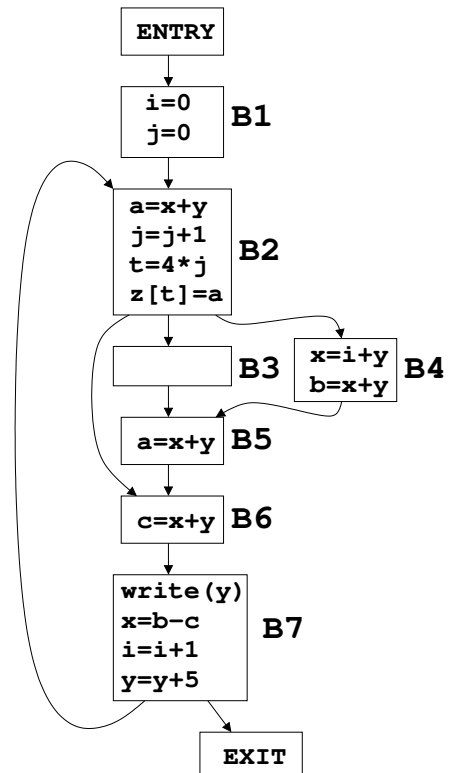 ENTRY
i=0
j=0
B1
a=x+y
j=j+1
t=4*j
z[t]=a
B2
B3
x=i+y
b=x+y
B4
a=x+y
B5
c=x+y
B6
write(y)
x=b-c
i=i+1
y=y+5
B7
EXIT